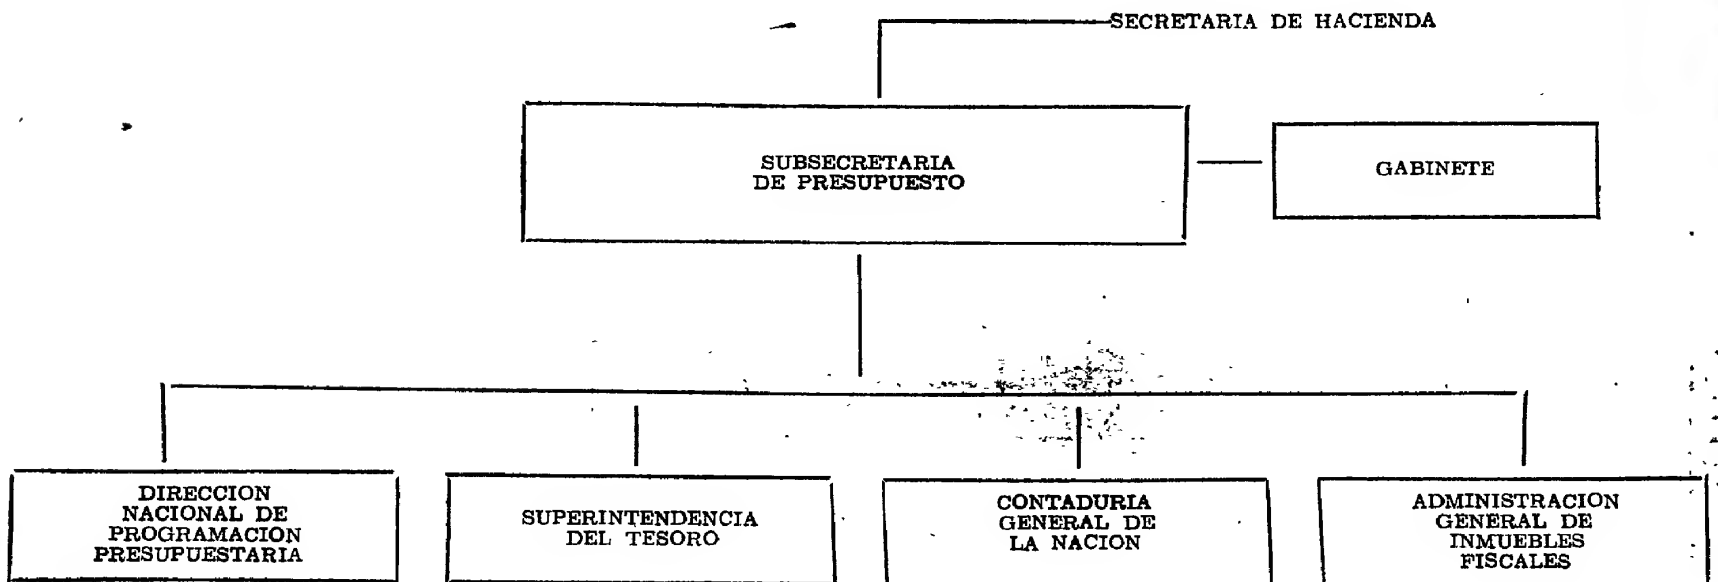 SECRETARIA DE HACIENDA
SUBSECRETARIA
DE PRESUPUESTO
GABINETE
DIRECCION
NACIONAL DE
PROGRAMACION
PRESUPUESTARIA
SUPERINTENDENCIA
DEL TESORO
CONTADURIA
GENERAL DE
LA NACION
ADMINISTRACION
GENERAL DE
INMUEBLES
FISCALES